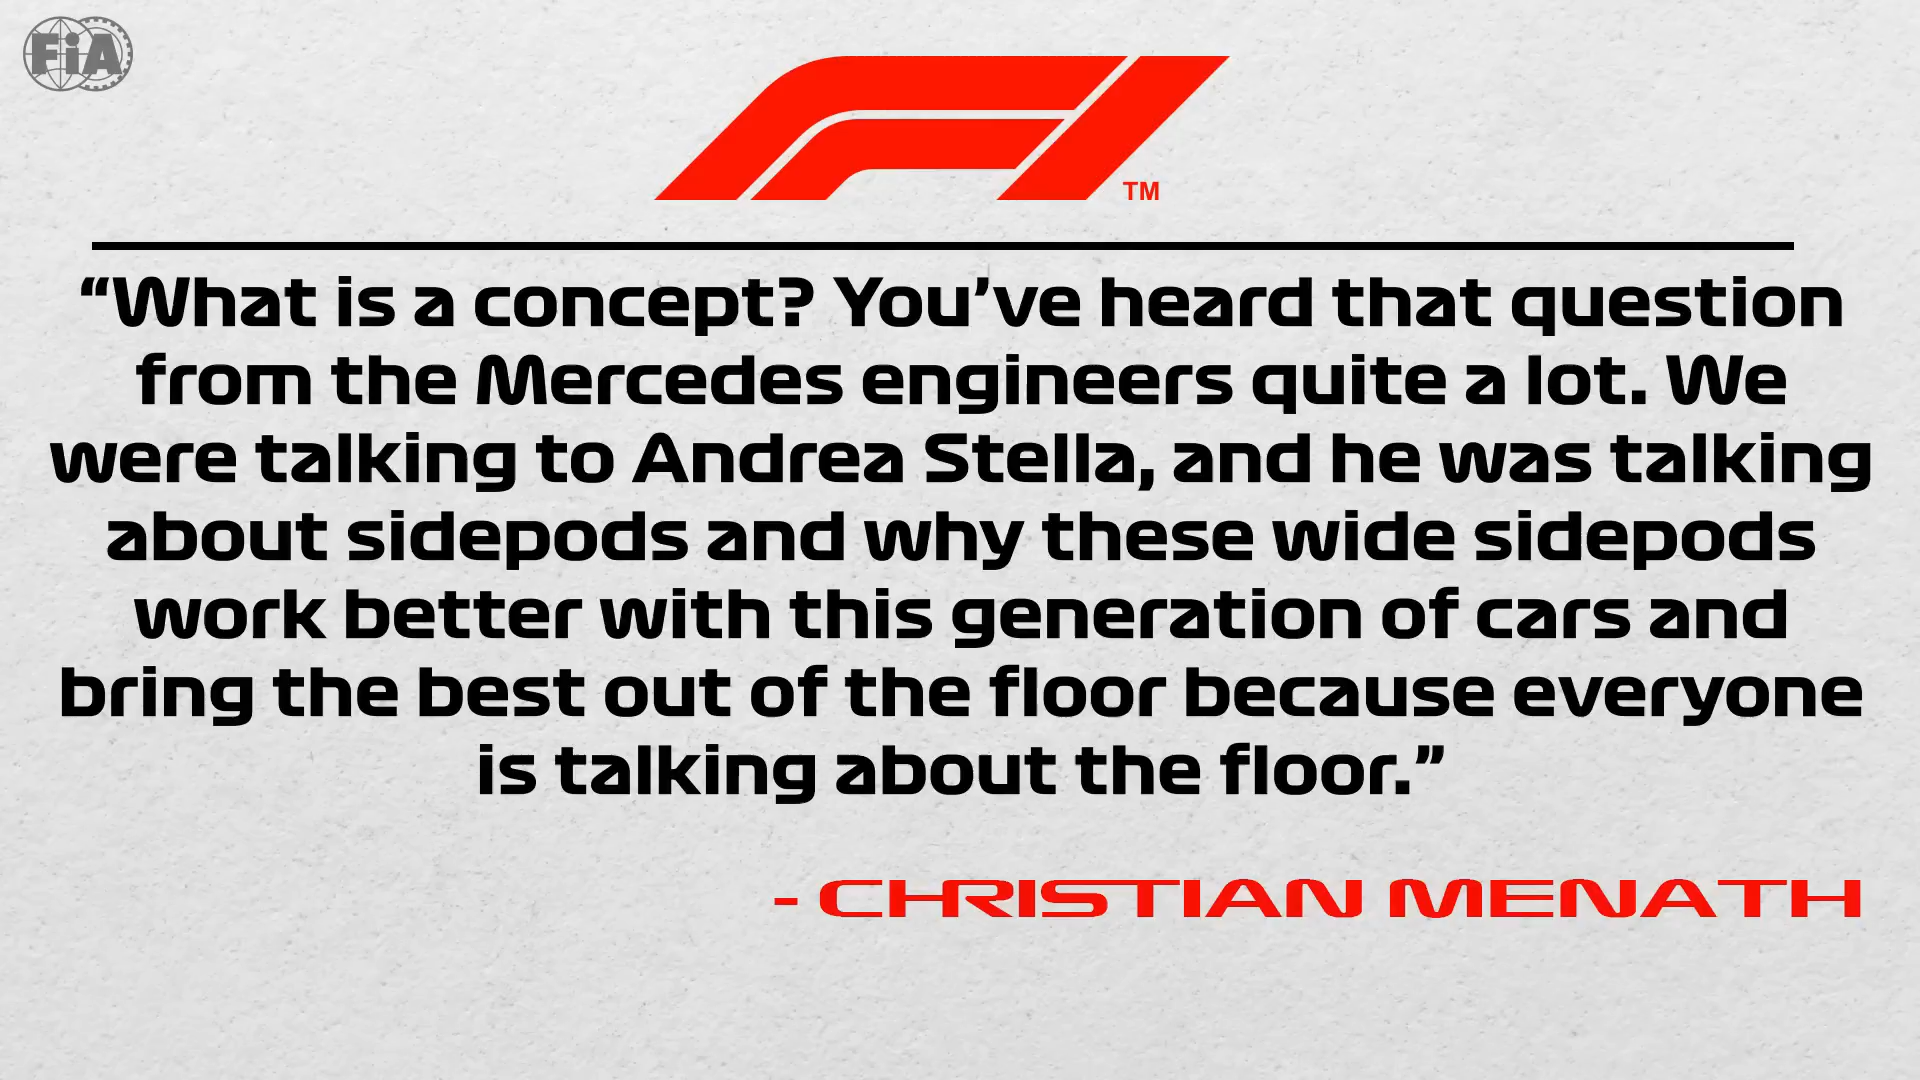 FiA
F1
TM
“What is a concept? You’ve heard that question
from the Mercedes engineers quite a lot. We
were talking to Andrea Stella, and he was talking
about sidepods and why these wide sidepods
work better with this generation of cars and
bring the best out of the floor because everyone
is talking about the floor.”
- CHRISTIAN MENATH